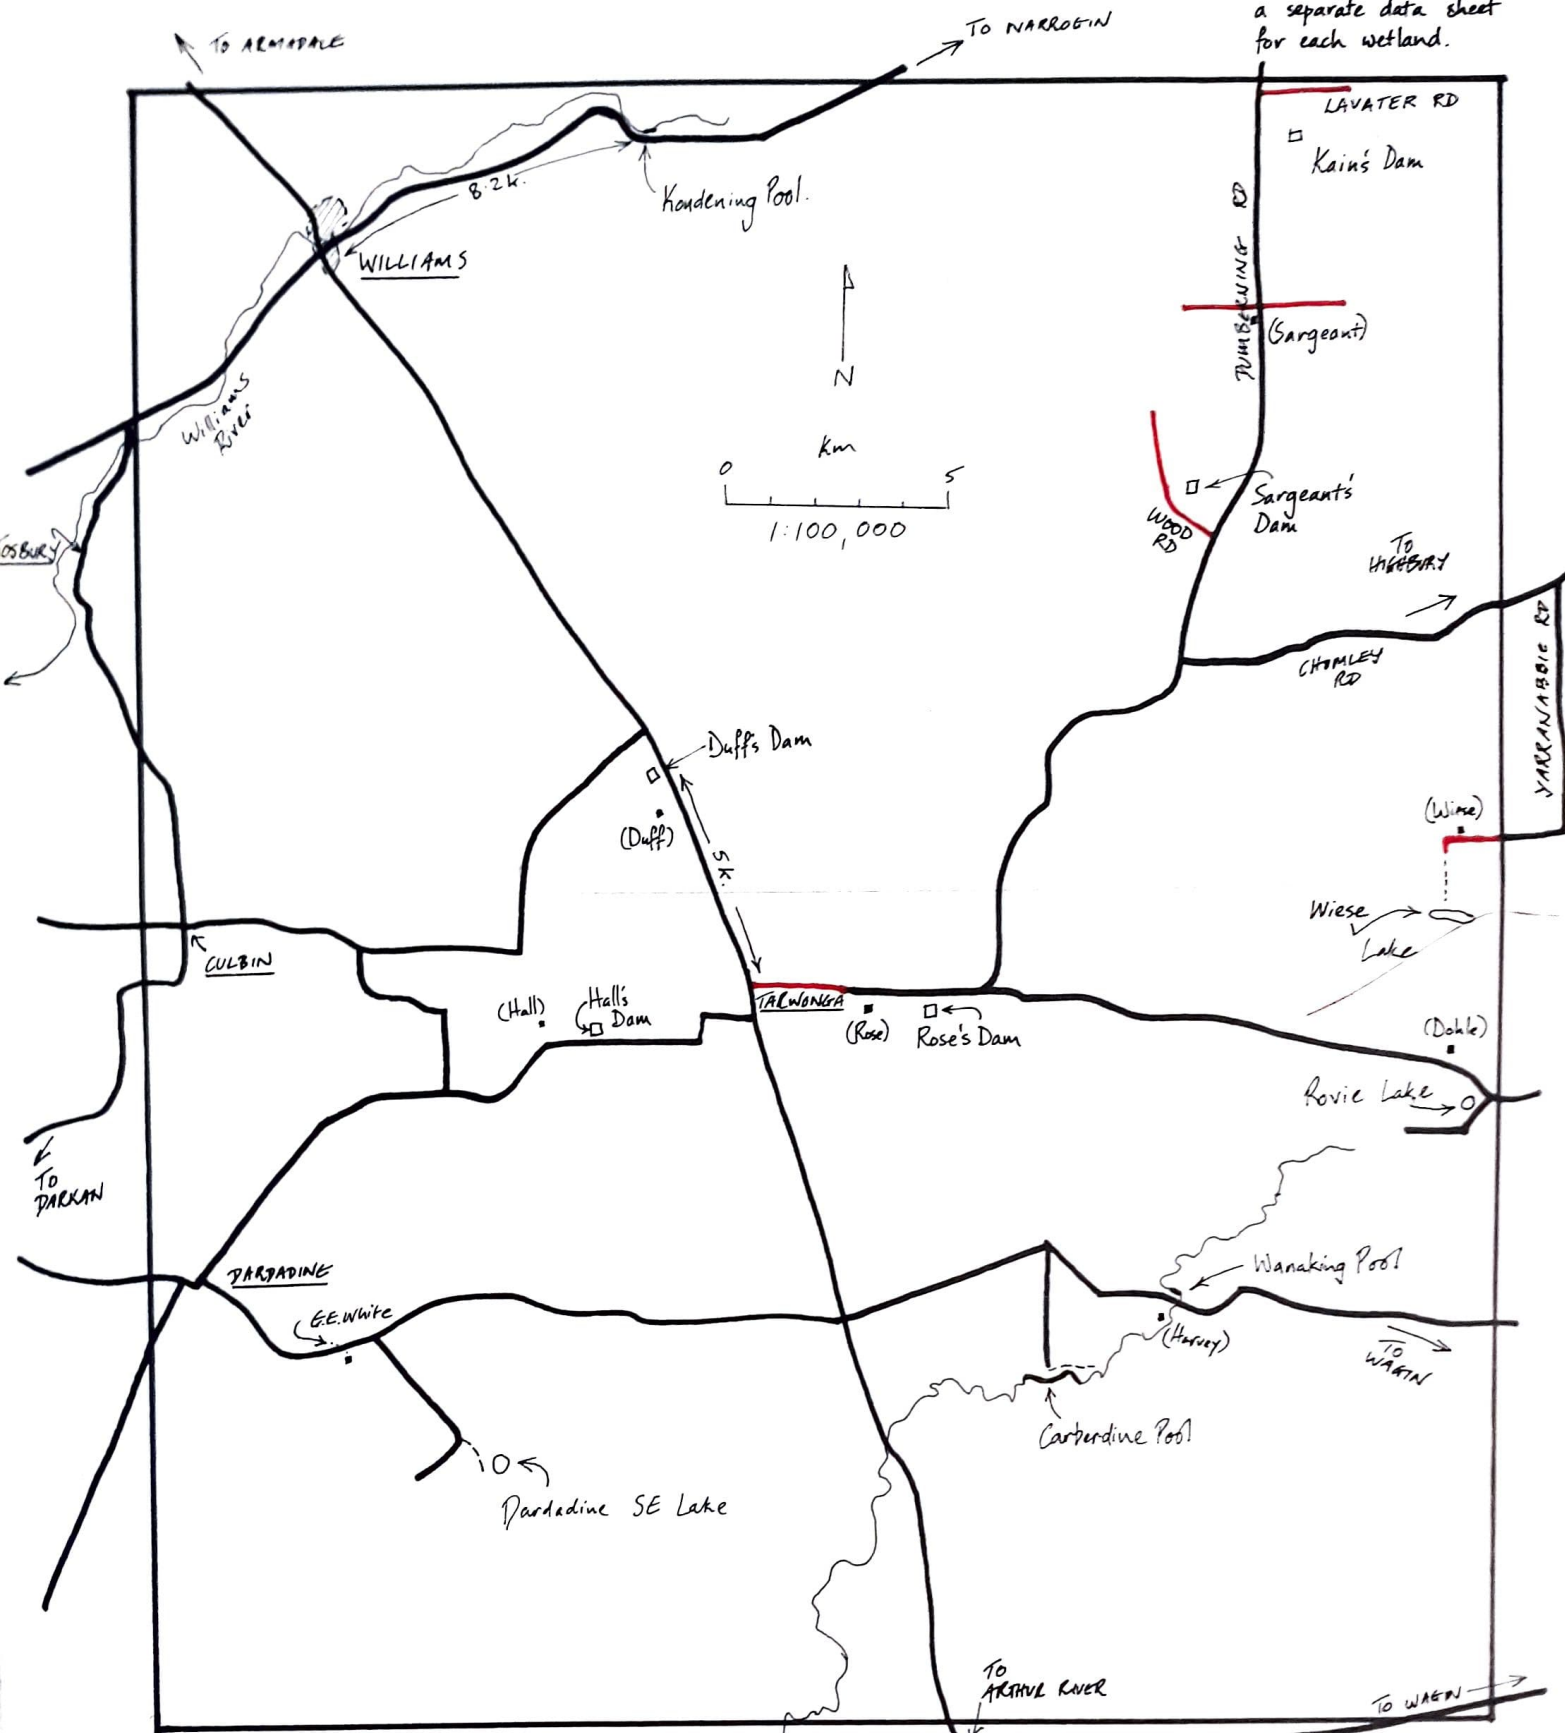 a separate data sheet
for each wetland.
TO ARMADALE
TO NARROGIN
LAVATER RD
Kain's Dam
8.2k.
Kondening Pool.
WILLIAMS
RD
(Sargeant)
N
Williams
River
km
0 5
1:100,000
Sargeant's
Dam
WOOD
RD
TO
HIGHBURY
CHOMLEY
RD
YARRANABBIE RD
Duff's Dam
(Duff)
5k.
(Wiese)
Wiese
Lake
CULBIN
(Hall)
Hall's
Dam
TARWONGA
(Rose)
Rose's Dam
(Dohle)
Rovie Lake
TO
DARKAN
DARDADINE
E.E. White
Wanaking Pool
(Harvey)
TO
WAGIN
Carberdine Pool
Dardadine SE Lake
TO
ARTHUR RIVER
TO WAGIN